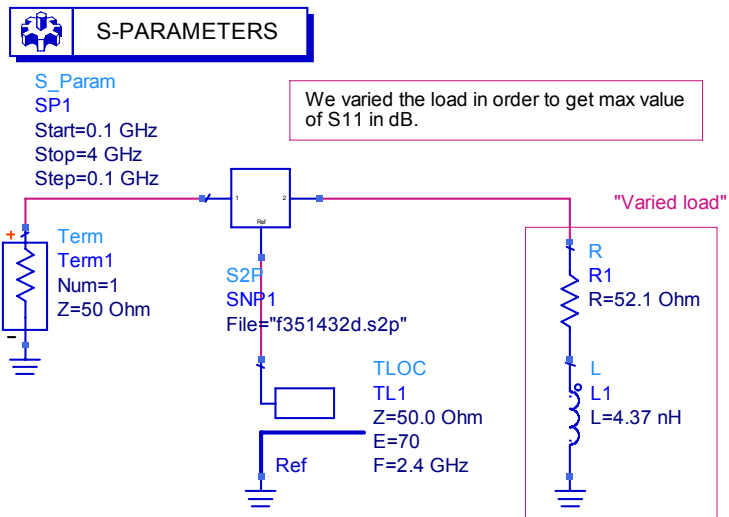 S-PARAMETERS
S_Param
SP1
Start=0.1 GHz
Stop=4 GHz
Step=0.1 GHz
We varied the load in order to get max value
of S11 in dB.
"Varied load"
1
2
Ref
+
Term
Term1
Num=1
Z=50 Ohm
-
S2P
SNP1
File="f351432d.s2p"
R
R1
R=52.1 Ohm
TLOC
TL1
Z=50.0 Ohm
E=70
F=2.4 GHz
Ref
L
L1
L=4.37 nH